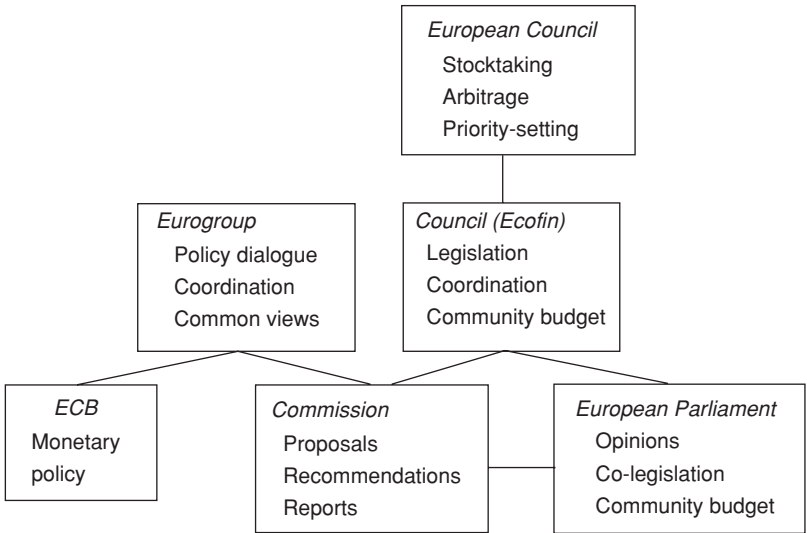 European Council
Stocktaking
Arbitrage
Priority-setting
Eurogroup
Policy dialogue
Coordination
Common views
Council (Ecofin)
Legislation
Coordination
Community budget
ECB
Monetary
policy
Commission
Proposals
Recommendations
Reports
European Parliament
Opinions
Co-legislation
Community budget